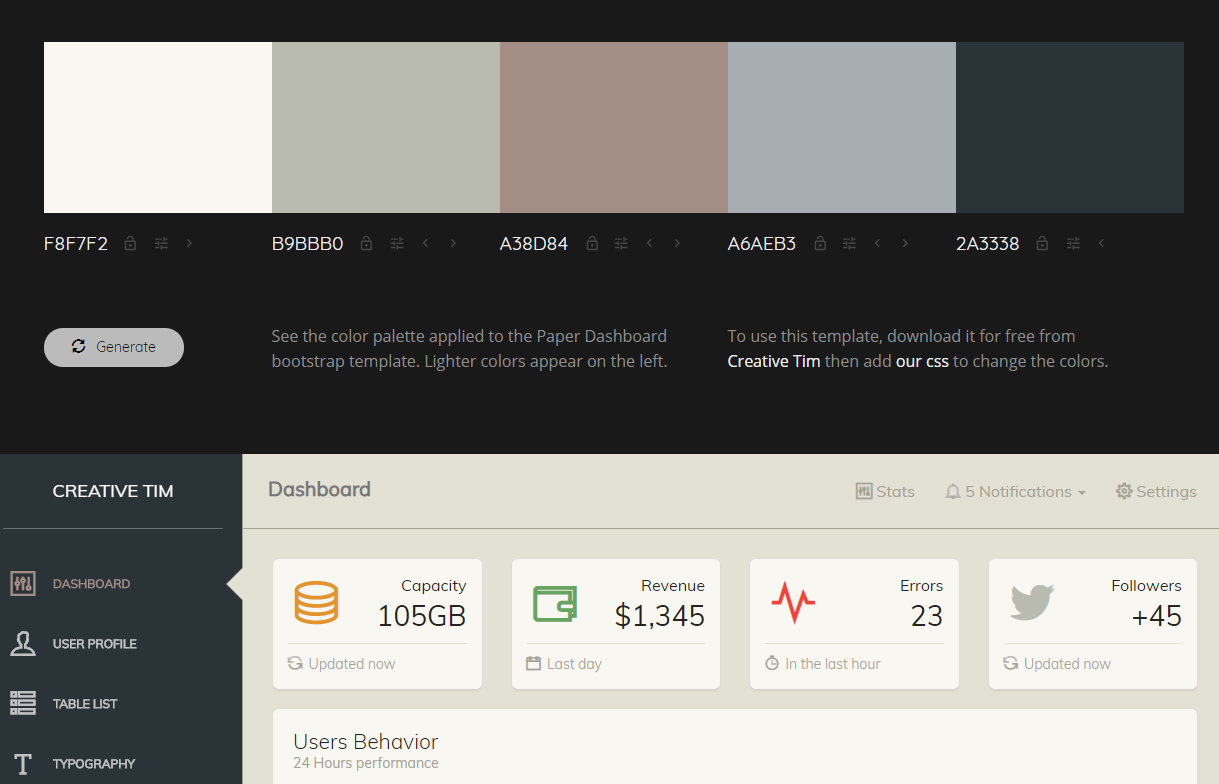 F8F7F2 B9BBB0 A38D84 A6AEB3 2A3338
Generate
See the color palette applied to the Paper Dashboard
bootstrap template. Lighter colors appear on the left.
To use this template, download it for free from
Creative Tim then add our css to change the colors.
CREATIVE TIM
DASHBOARD
USER PROFILE
TABLE LIST
TYPOGRAPHY
Dashboard
Stats 5 Notifications Settings
Capacity
105GB
Updated now
Revenue
$1,345
Last day
Errors
23
In the last hour
Followers
+45
Updated now
Users Behavior
24 Hours performance